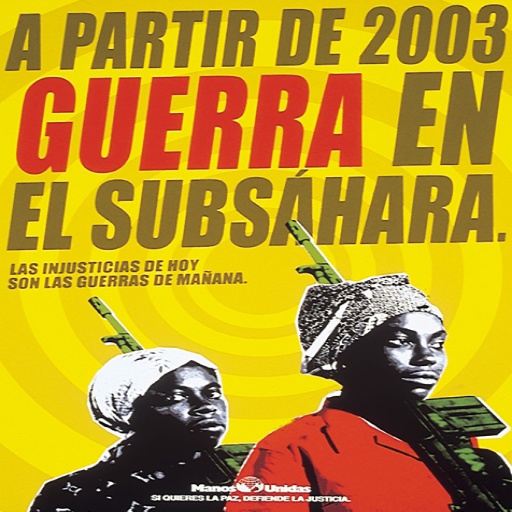 A PARTIR DE 2003
GUERRA EN
EL SUBSÁHARA.
LAS INJUSTICIAS DE HOY
SON LAS GUERRAS DE MAÑANA.
Manos Unidas
SI QUIERES LA PAZ, DEFIENDE LA JUSTICIA.